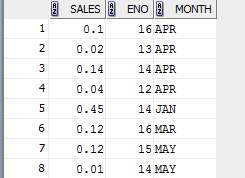 SALES ENO MONTH
1 0.1 16 APR
2 0.02 13 APR
3 0.14 14 APR
4 0.04 12 APR
5 0.45 14 JAN
6 0.12 16 MAR
7 0.12 15 MAY
8 0.01 14 MAY